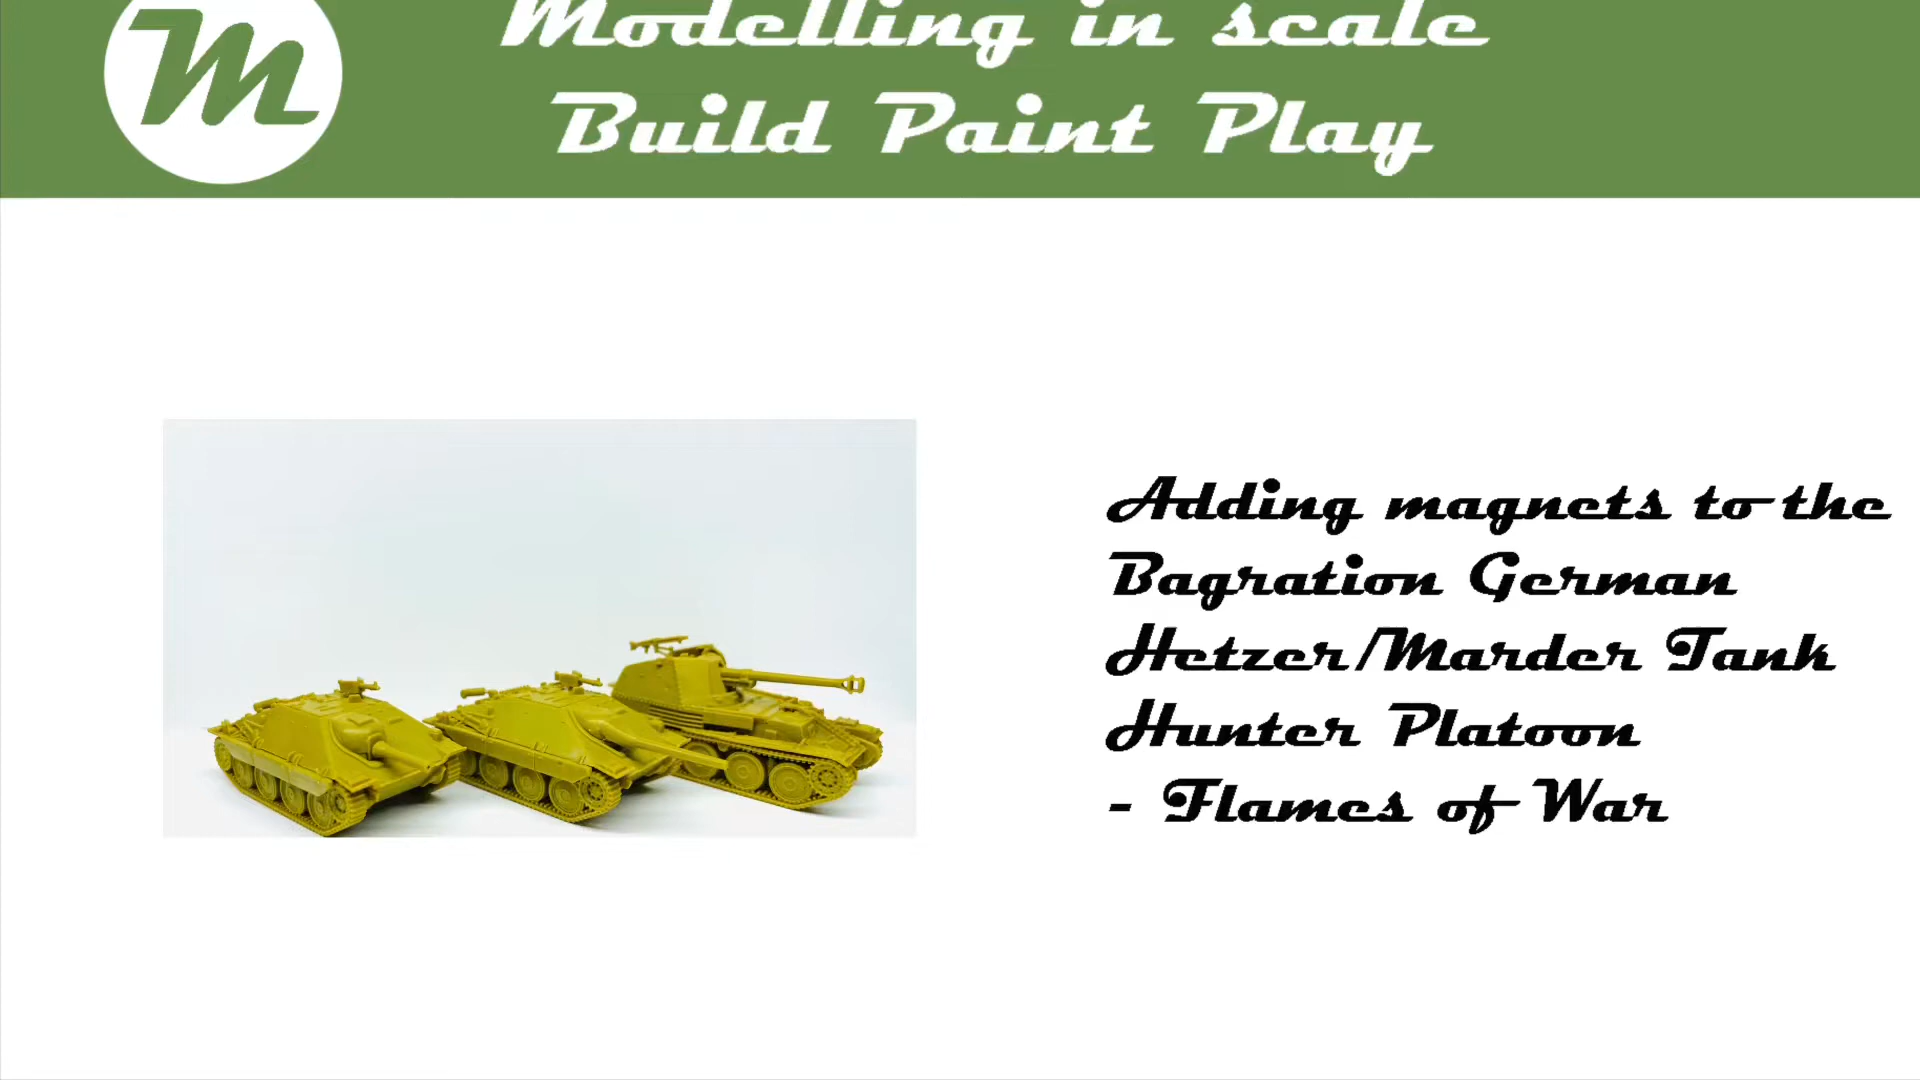 M
Modelling in scale
Build Paint Play
Adding magnets to the
Bagration German
Hetzer/Marder Tank
Hunter Platoon
- Flames of War